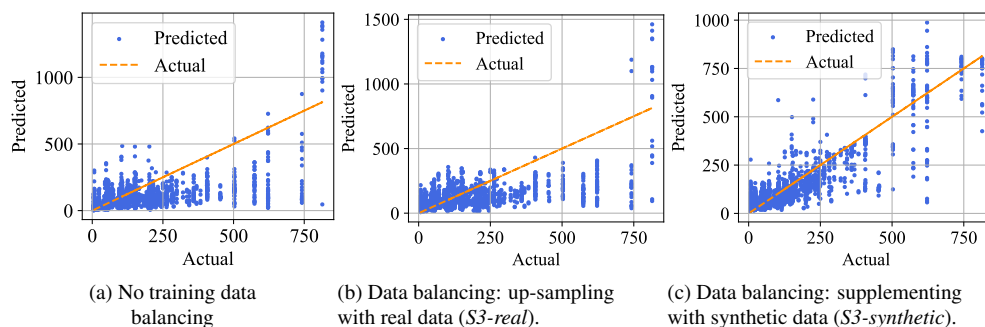 Predicted
Actual
1000
500
0
Predicted
0
250
500
750
Actual
(a) No training data
balancing
Predicted
Actual
1500
1000
500
0
Predicted
0
250
500
750
Actual
(b) Data balancing: up-sampling
with real data (S3-real).
Predicted
Actual
1000
750
500
250
0
Predicted
0
250
500
750
Actual
(c) Data balancing: supplementing
with synthetic data (S3-synthetic).